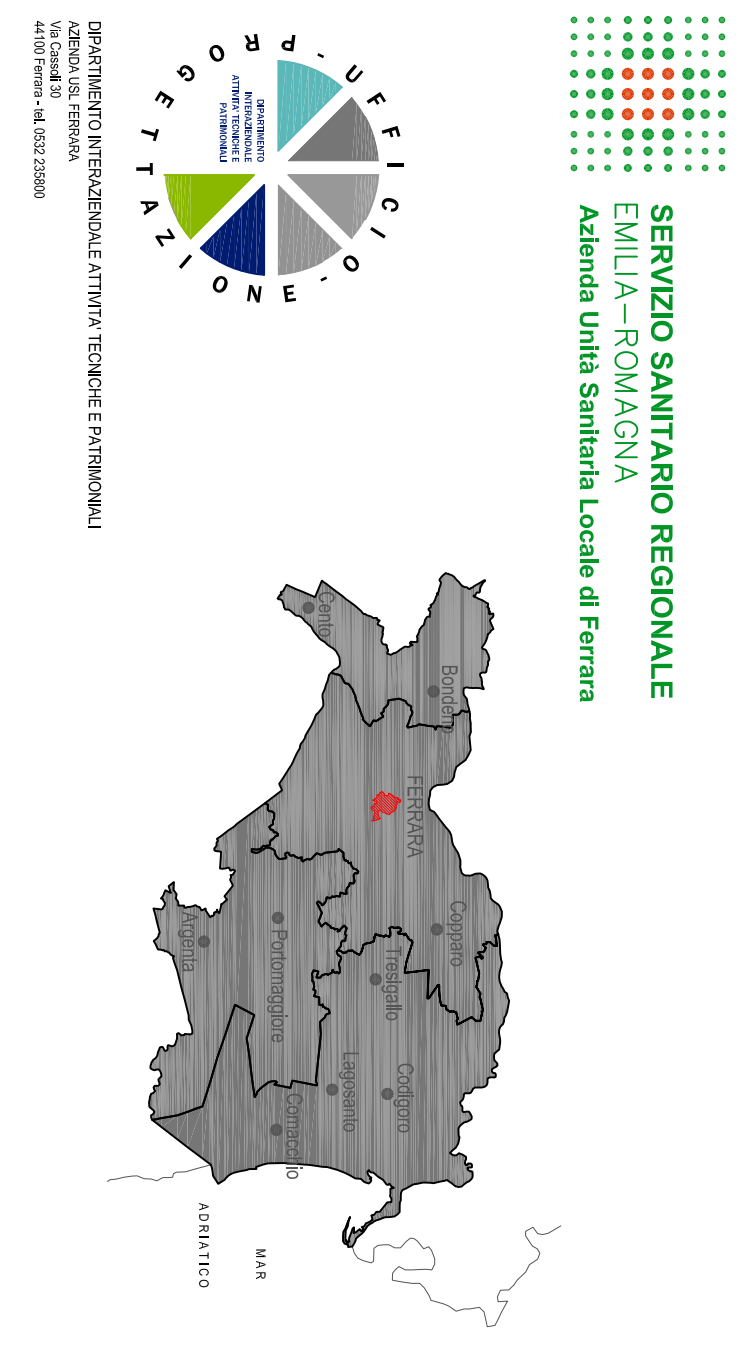 SERVIZIO SANITARIO REGIONALE
EMILIA-ROMAGNA
Azienda Unità Sanitaria Locale di Ferrara
UFFICIO-E-
NOIZATTEGORP-
DIPARTIMENTO
INTERAZIENDALE
ATTIVITA' TECNICHE E
PATRIMONIALI
DIPARTIMENTO INTERAZIENDALE ATTIVITA' TECNICHE E PATRIMONIALI
AZIENDA USL FERRARA
Via Cassoli 30
44100 Ferrara - tel. 0532 235800
Cento
Bondeno
FERRARA
Copparo
Tresigallo
Codigoro
Lagosanto
Portomaggiore
Argenta
Comacchio
MAR
ADRIATICO